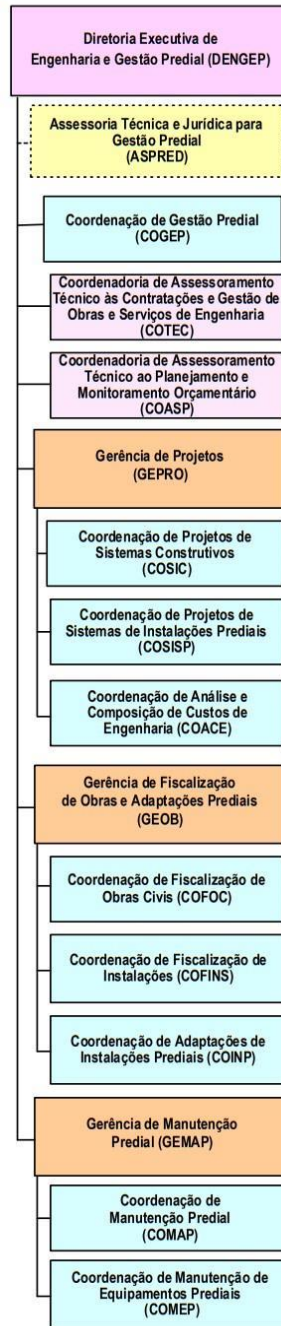 Diretoria Executiva de
Engenharia e Gestão Predial (DENGEP)
Assessoria Técnica e Jurídica para
Gestão Predial
(ASPRED)
Coordenação de Gestão Predial
(COGEP)
Coordenadoria de Assessoramento
Técnico às Contratações e Gestão de
Obras e Serviços de Engenharia
(COTEC)
Coordenadoria de Assessoramento
Técnico ao Planejamento e
Monitoramento Orçamentário
(COASP)
Gerência de Projetos
(GEPRO)
Coordenação de Projetos de
Sistemas Construtivos
(COSIC)
Coordenação de Projetos de
Sistemas de Instalações Prediais
(COSISP)
Coordenação de Análise e
Composição de Custos de
Engenharia (COACE)
Gerência de Fiscalização
de Obras e Adaptações Prediais
(GEOB)
Coordenação de Fiscalização de
Obras Civis (COFOC)
Coordenação de Fiscalização de
Instalações (COFINS)
Coordenação de Adaptações de
Instalações Prediais (COINP)
Gerência de Manutenção
Predial (GEMAP)
Coordenação de
Manutenção Predial
(COMAP)
Coordenação de Manutenção de
Equipamentos Prediais
(COMEP)